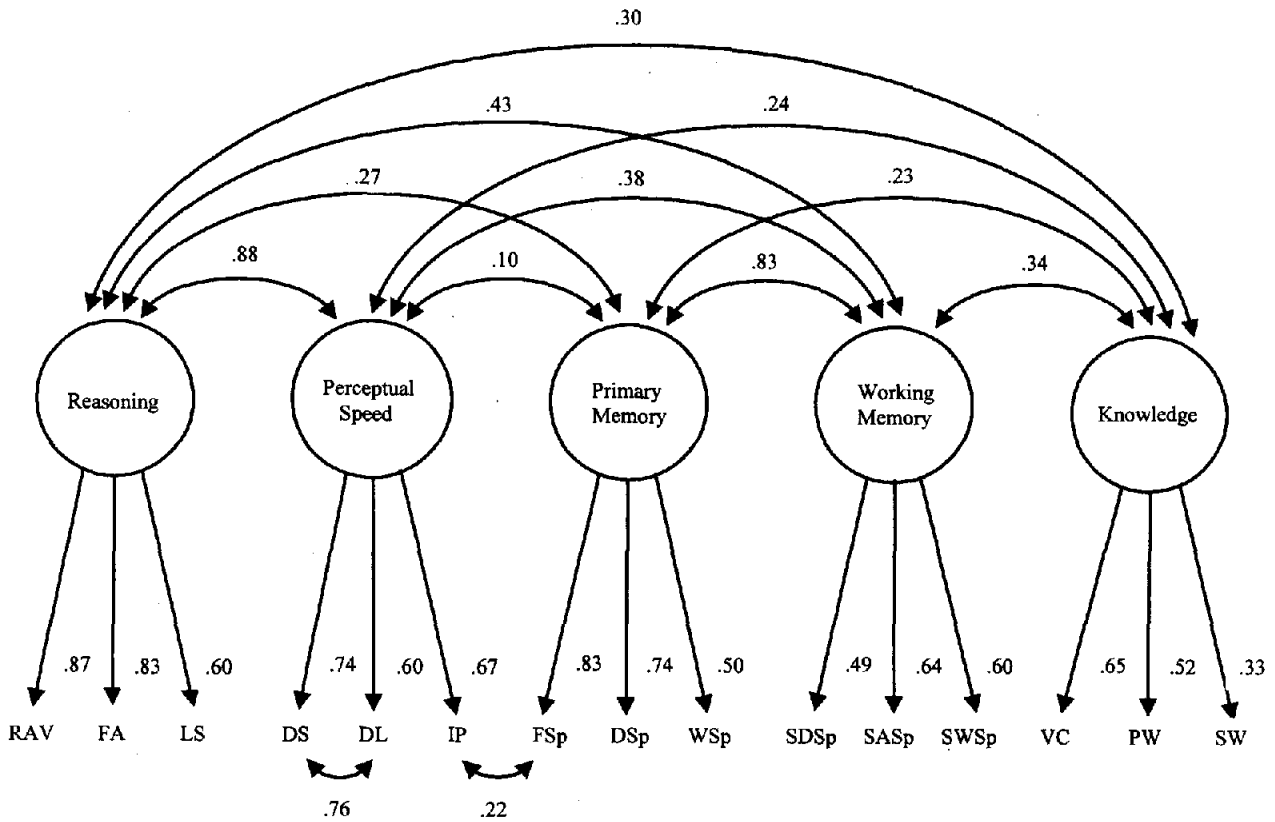 .30
.43
.24
.27
.38
.23
.88
.10
.83
.34
Reasoning
Perceptual
Speed
Primary
Memory
Working
Memory
Knowledge
.87
.83
.60
.74
.60
.67
.83
.74
.50
.49
.64
.60
.65
.52
.33
RAV
FA
LS
DS
DL
IP
FSp
DSp
WSp
SDSp
SASp
SWSp
VC
PW
SW
.76
.22